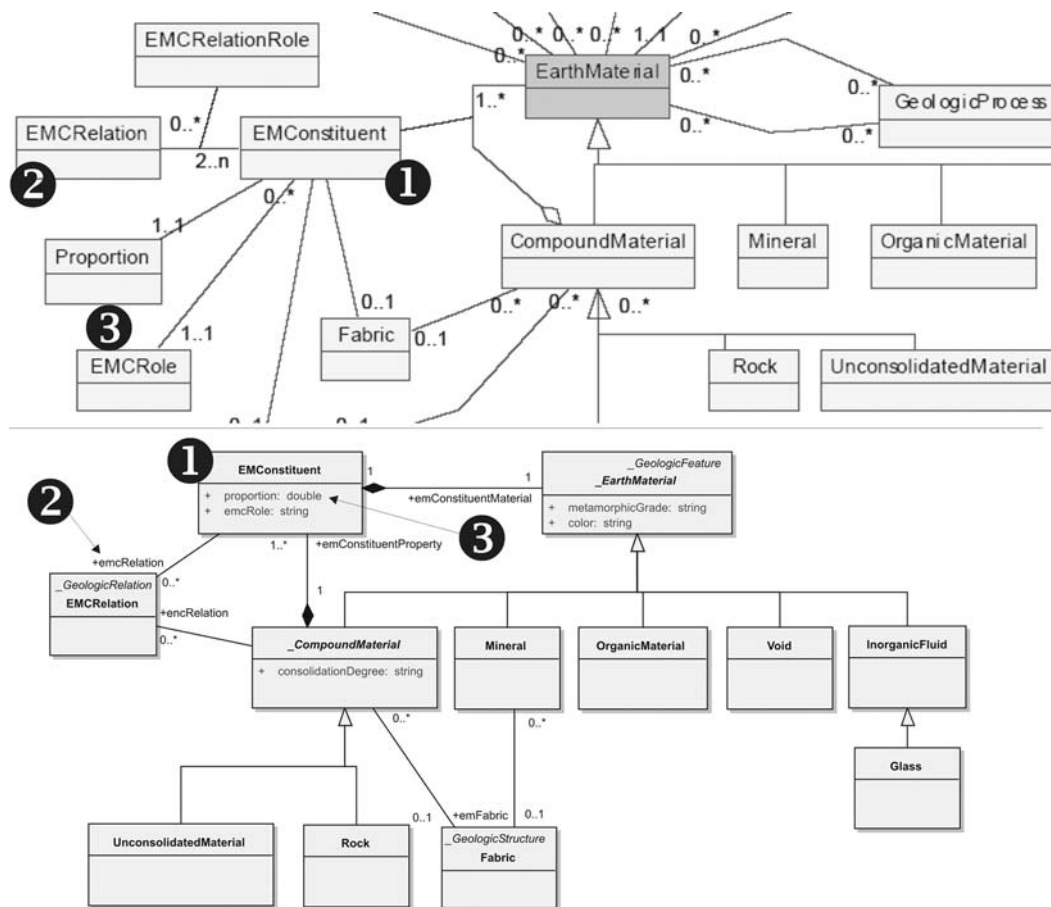 EMCRelationRole
0..* 0..* 0..* 1..1 0..*
0..*
EarthMaterial
0..*
0..*
1..*
GeologicProcess
EMCRelation
0..*
EMConstituent
0..*
0..*
2..n
2
1
0..*
1..1
Proportion
CompoundMaterial
Mineral
OrganicMaterial
3
0..1
0..*
0..*
0..*
1..1
Fabric
0..1
EMCRole
Rock
UnconsolidatedMaterial
1
EMConstituent
+ proportion: double
+ emcRole: string
1
1
+emConstituentMaterial
_GeologicFeature
_EarthMaterial
+ metamorphicGrade: string
+ color: string
2
3
+emcRelation
1..*
+emConstituentProperty
0..*
_GeologicRelation
EMCRelation
+encRelation
0..*
1
_CompoundMaterial
+ consolidationDegree: string
Mineral
OrganicMaterial
Void
InorganicFluid
0..*
0..*
Glass
UnconsolidatedMaterial
Rock
0..1
+emFabric
0..1
_GeologicStructure
Fabric